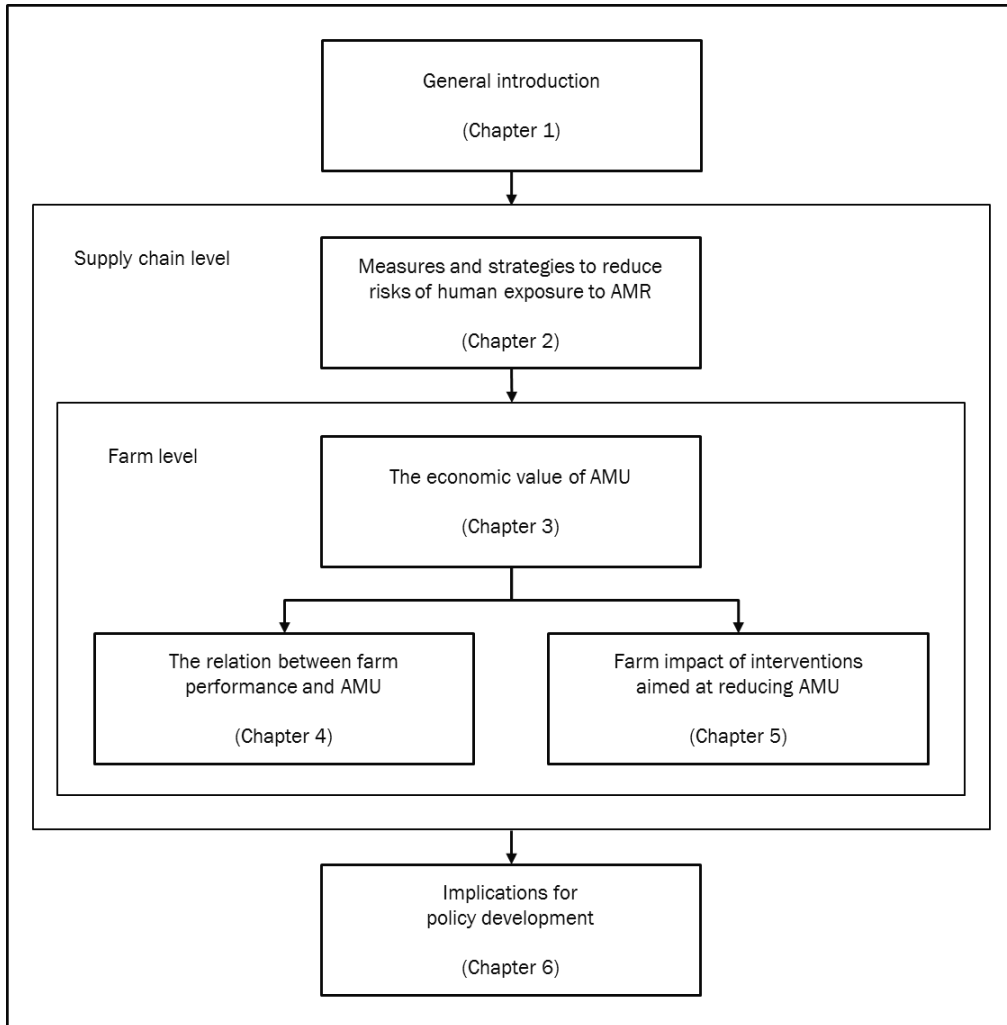 General introduction
(Chapter 1)
Supply chain level
Measures and strategies to reduce
risks of human exposure to AMR
(Chapter 2)
Farm level
The economic value of AMU
(Chapter 3)
The relation between farm
performance and AMU
(Chapter 4)
Farm impact of interventions
aimed at reducing AMU
(Chapter 5)
Implications for
policy development
(Chapter 6)